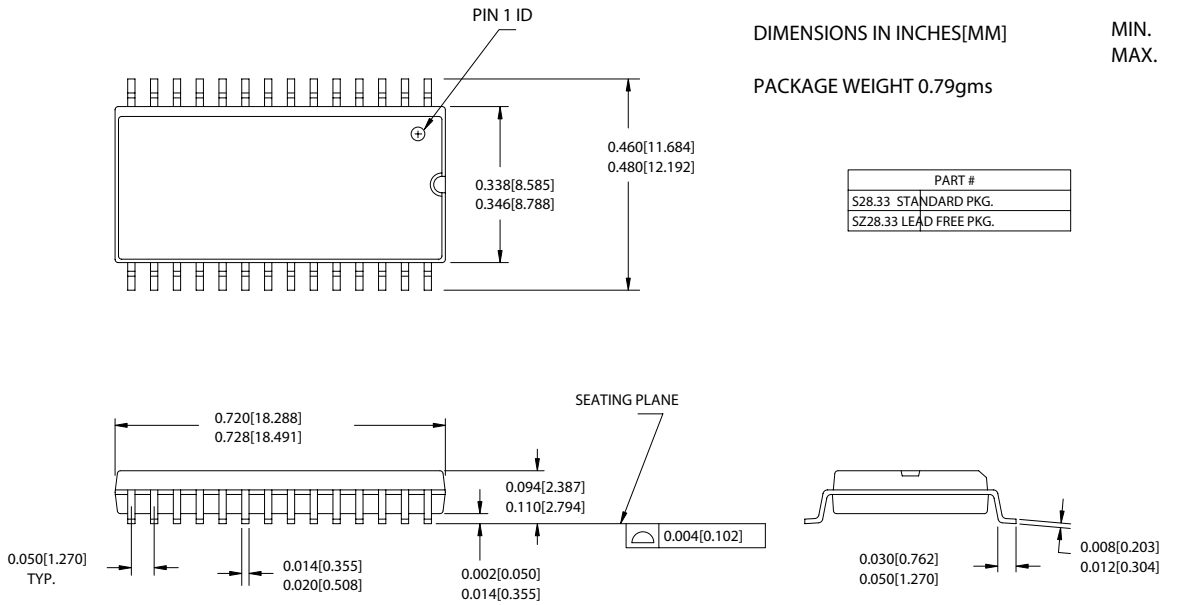 PIN 1 ID
DIMENSIONS IN INCHES[MM]
MIN.
MAX.
PACKAGE WEIGHT 0.79gms
0.460[11.684]
0.480[12.192]
0.338[8.585]
0.346[8.788]
PART #
S28.33 STANDARD PKG.
SZ28.33 LEAD FREE PKG.
SEATING PLANE
0.720[18.288]
0.728[18.491]
0.094[2.387]
0.110[2.794]
0.004[0.102]
0.050[1.270]
TYP.
0.014[0.355]
0.020[0.508]
0.002[0.050]
0.014[0.355]
0.030[0.762]
0.050[1.270]
0.008[0.203]
0.012[0.304]